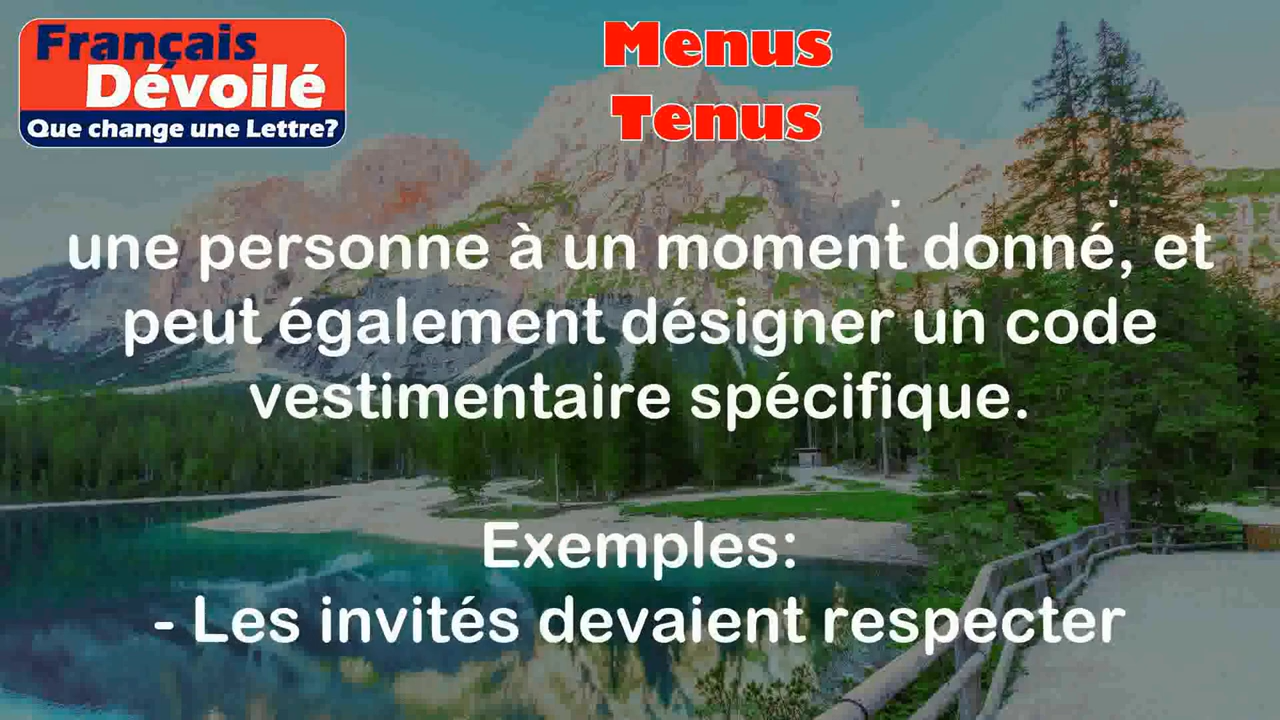 Français
Dévoilé
Que change une Lettre?
Menus
Tenus
une personne à un moment donné, et
peut également désigner un code
vestimentaire spécifique.
Exemples:
- Les invités devaient respecter